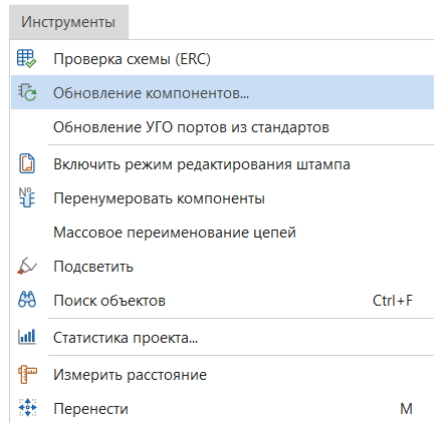 Инструменты
Проверка схемы (ERC)
Обновление компонентов...
Обновление УГО портов из стандартов
Включить режим редактирования штампа
Перенумеровать компоненты
Массовое переименование цепей
Подсветить
Поиск объектов Ctrl+F
Статистика проекта...
Измерить расстояние
Перенести M